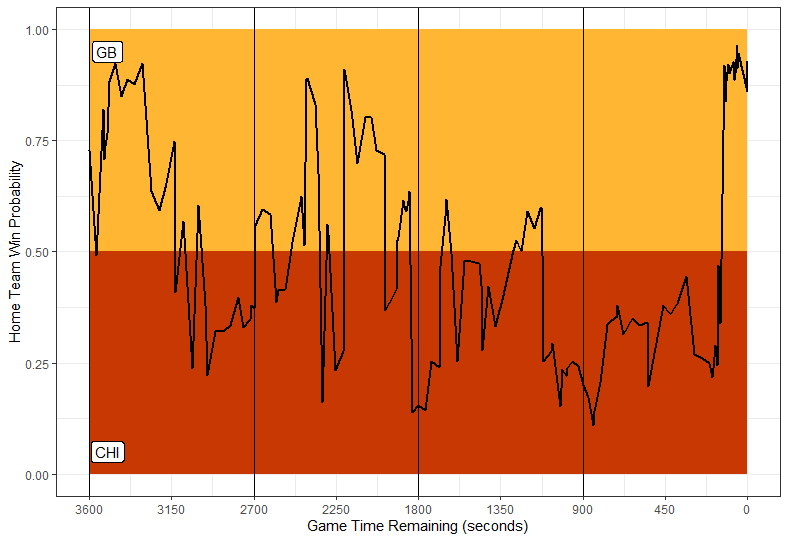 1.00
GB
0.75
0.50
0.25
CHI
0.00
Home Team Win Probability
3600 3150 2700 2250 1800 1350 900 450 0
Game Time Remaining (seconds)